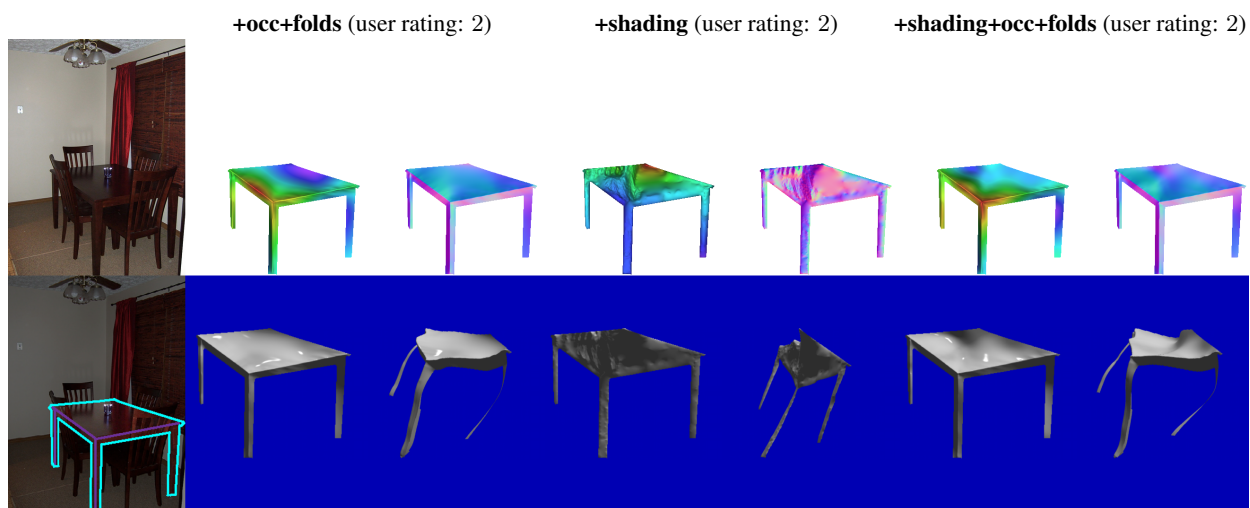 +occ+folds (user rating: 2) +shading (user rating: 2) +shading+occ+folds (user rating: 2)